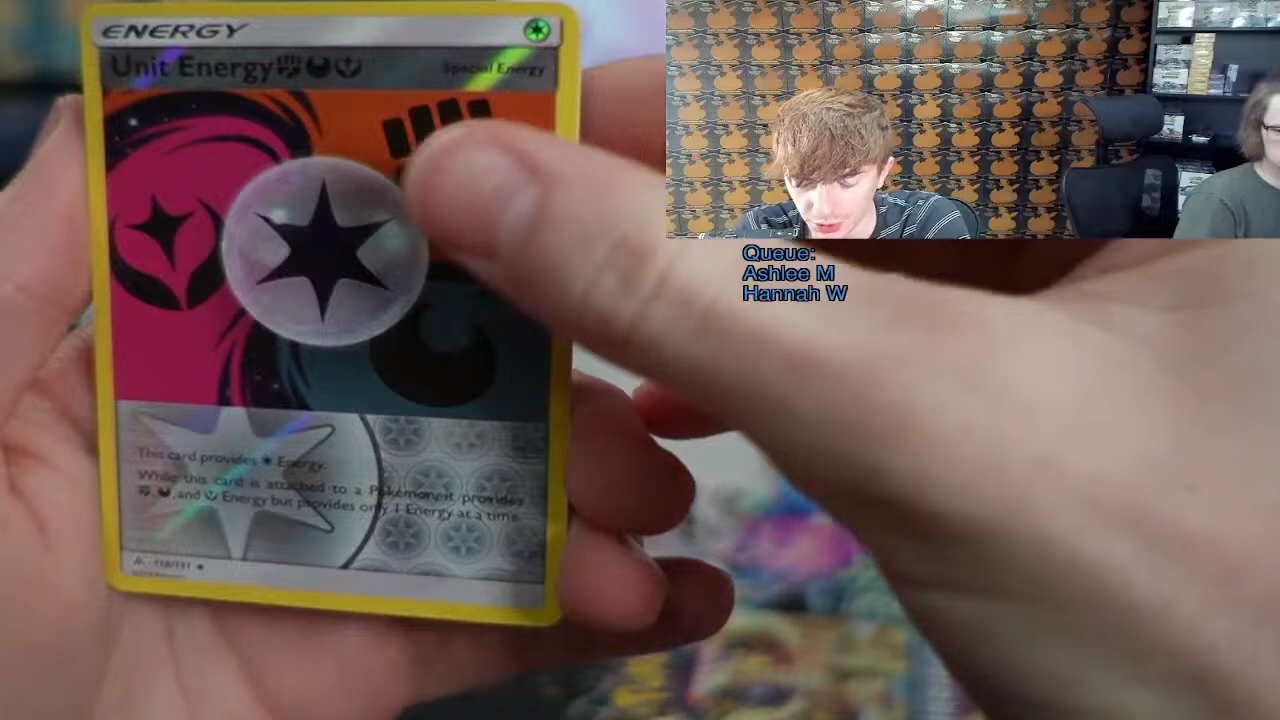 ENERGY
Unit Energy
Special Energy
This card provides Energy.
While this card is attached to a Pokémon, it provides
, and Energy but provides only 1 Energy at a time.
Queue:
Ashlee M
Hannah W